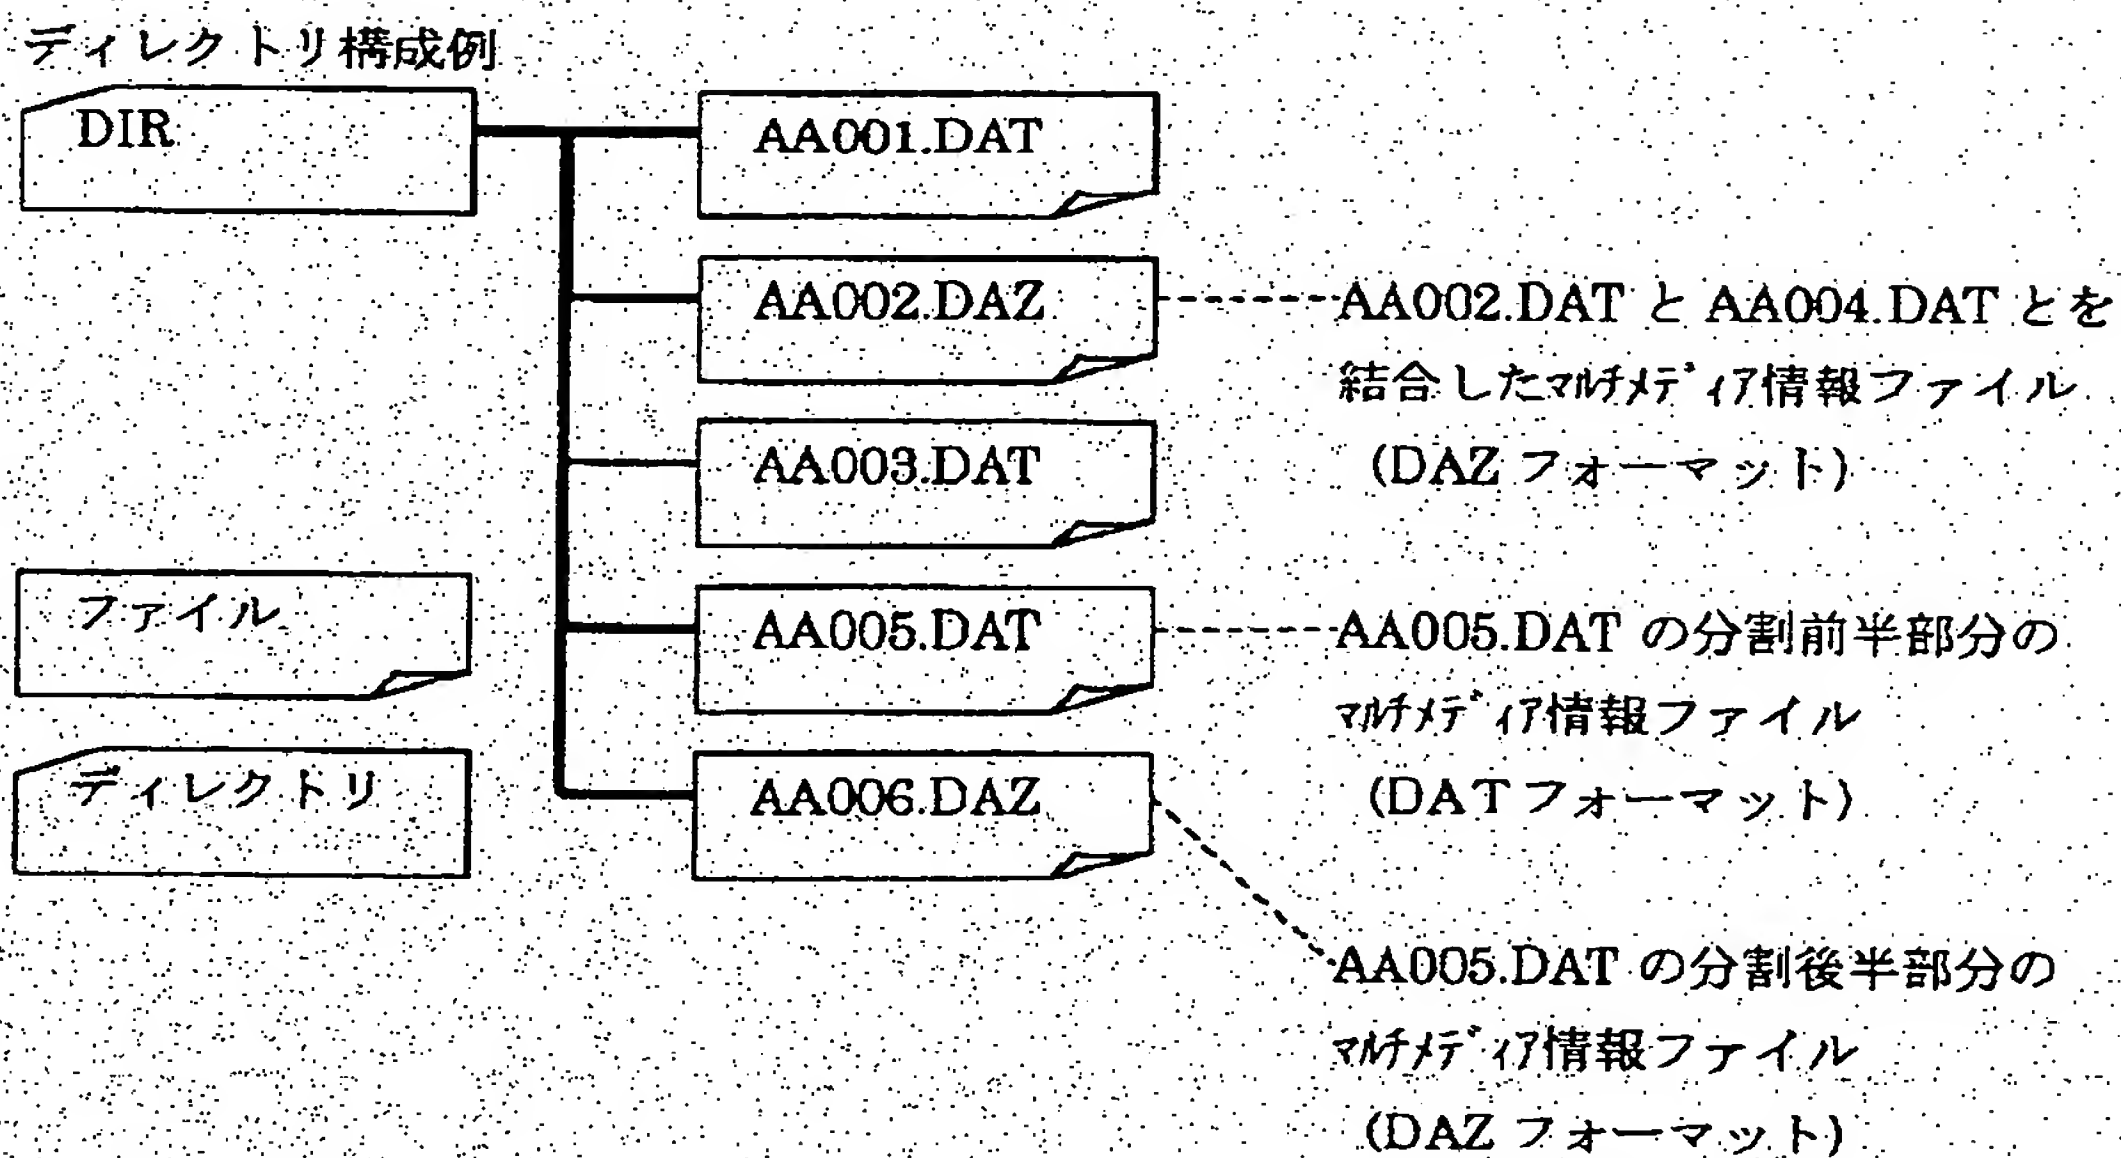 ディレクトリ構成例
DIR
AA001.DAT
AA002.DAZ
AA002.DAT と AA004.DAT とを
結合したﾏﾙﾁﾒﾃﾞｨｱ情報ファイル
(DAZ フォーマット)
AA003.DAT
ファイル
AA005.DAT
AA005.DAT の分割前半部分の
ﾏﾙﾁﾒﾃﾞｨｱ情報ファイル
(DAT フォーマット)
ディレクトリ
AA006.DAZ
AA005.DAT の分割後半部分の
ﾏﾙﾁﾒﾃﾞｨｱ情報ファイル
(DAZ フォーマット)